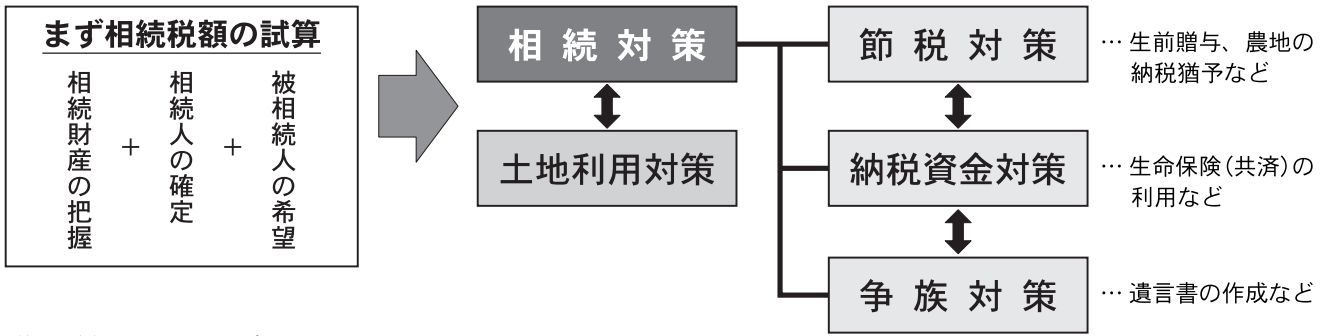 まず相続税額の試算
相続財産の把握
+
相続人の確定
+
被相続人の希望
相続対策
土地利用対策
節税対策
… 生前贈与、農地の
納税猶予など
納税資金対策
… 生命保険(共済)の
利用など
争族対策
… 遺言書の作成など